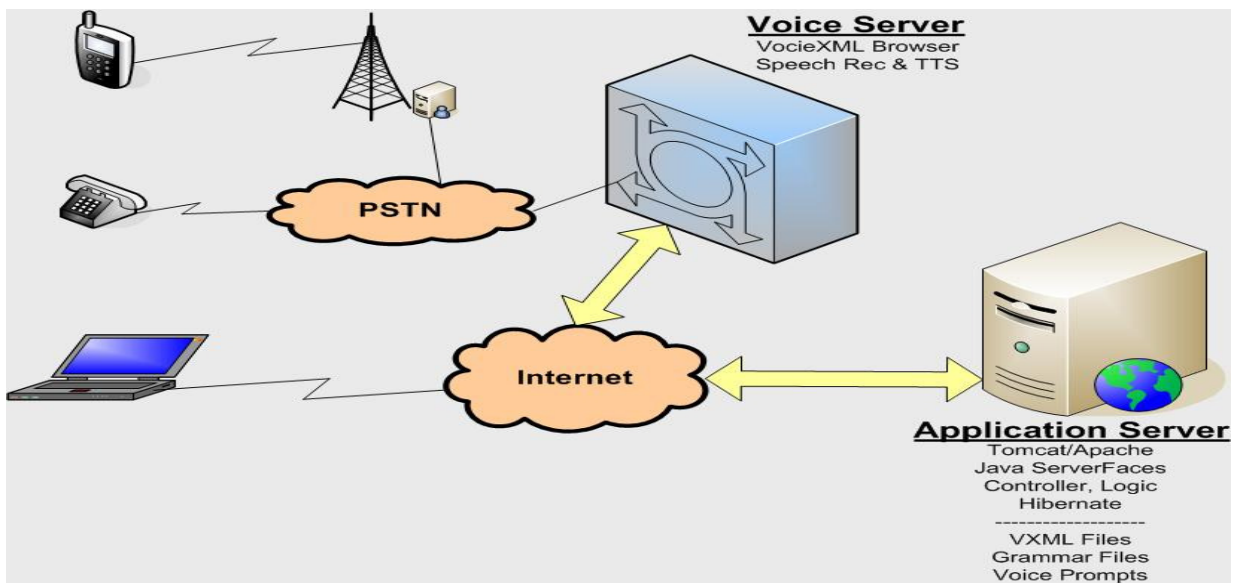 Voice Server
VocieXML Browser
Speech Rec & TTS
PSTN
Internet
Application Server
Tomcat/Apache
Java ServerFaces
Controller, Logic
Hibernate
-------------------
VXML Files
Grammar Files
Voice Prompts